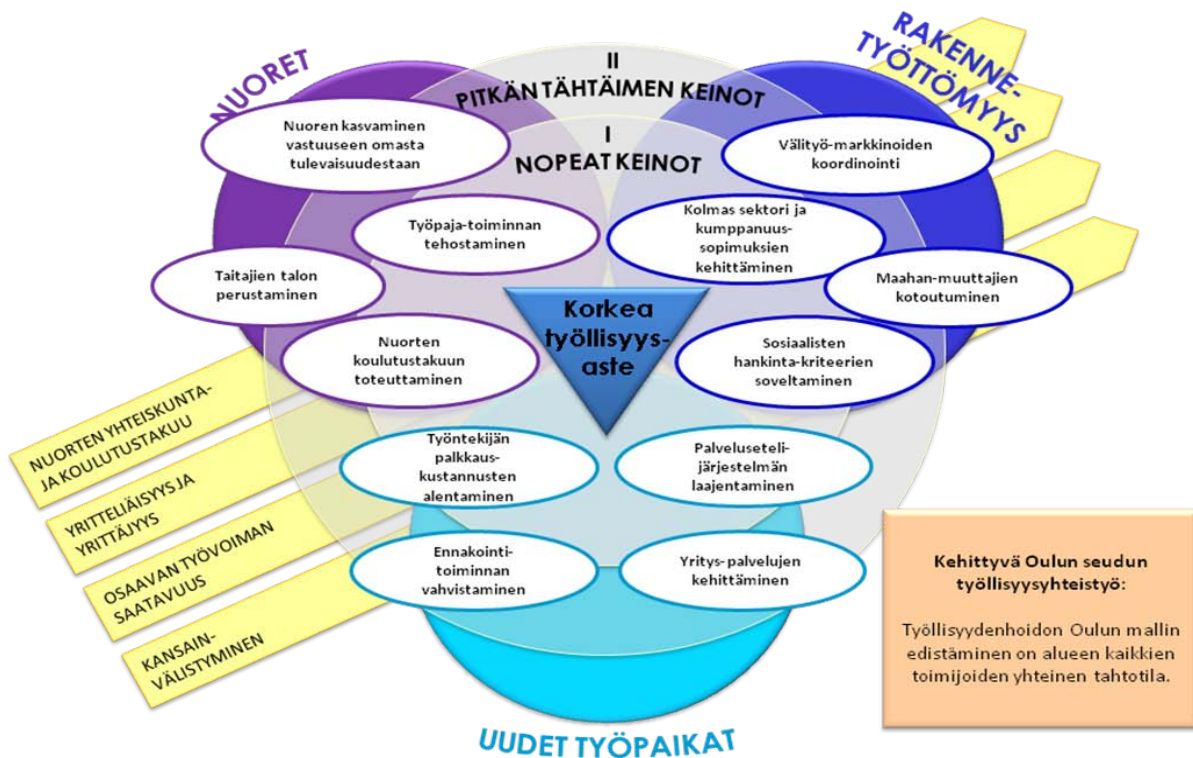 NUORET
RAKENNE-
TYÖTTÖMYYS
II
PITKÄN TÄHTÄIMEN KEINOT
I
NOPEAT KEINOT
Nuoren kasvaminen
vastuuseen omasta
tulevaisuudestaan
Välityö-markkinoiden
koordinointi
Työpaja-toiminnan
tehostaminen
Kolmas sektori ja
kumppanuus-
sopimuksien
kehittäminen
Taitajien talon
perustaminen
Maahan-muuttajien
kotoutuminen
Korkea
työllisyys-
aste
Nuorten
koulutustakuun
toteuttaminen
Sosiaalisten
hankinta-kriteerien
soveltaminen
Työntekijän
palkkaus-
kustannusten
alentaminen
Palveluseteli-
järjestelmän
laajentaminen
Ennakointi-
toiminnan
vahvistaminen
Yritys-palvelujen
kehittäminen
UUDET TYÖPAIKAT
NUORTEN YHTEISKUNTA-
JA KOULUTUSTAKUU
YRITTELIÄISYYS JA
YRITTÄJYYS
OSAAVAN TYÖVOIMAN
SAATAVUUS
KANSAIN-
VÄLISTYMINEN
Kehittyvä Oulun seudun
työllisyysyhteistyö:
Työllisyydenhoidon Oulun mallin
edistäminen on alueen kaikkien
toimijoiden yhteinen tahtotila.